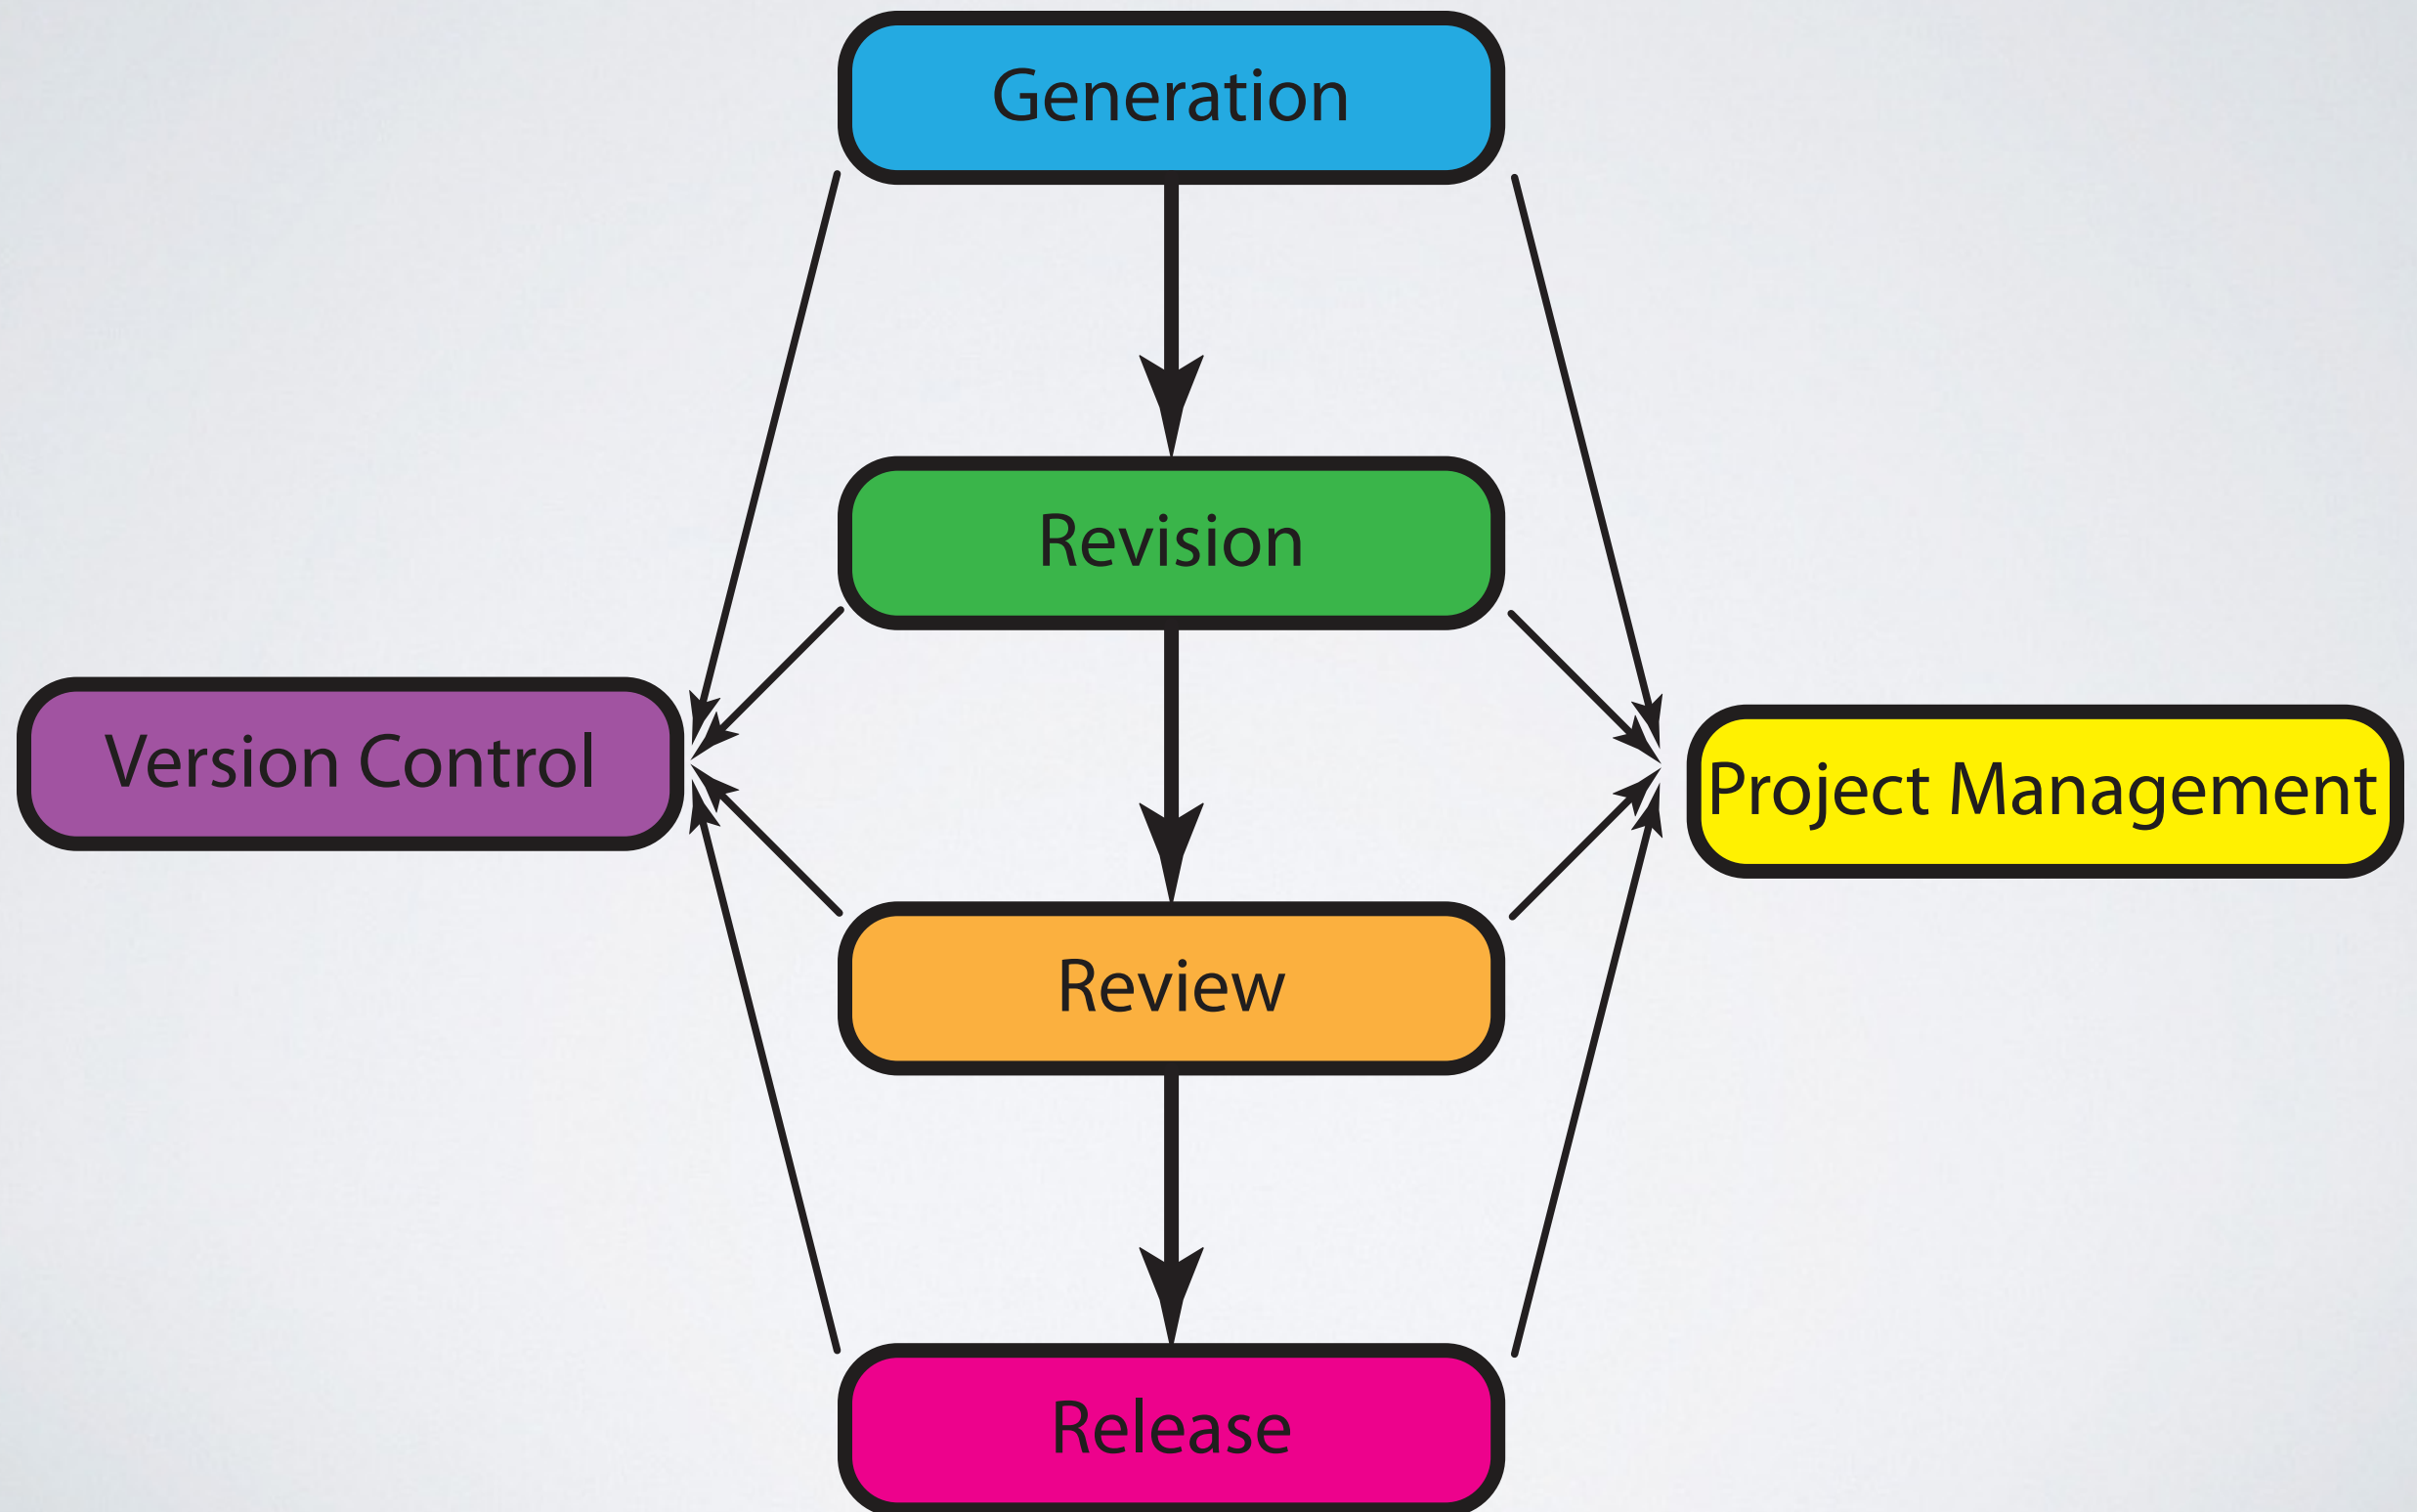 Generation
Revision
Version Control
Project Management
Review
Release